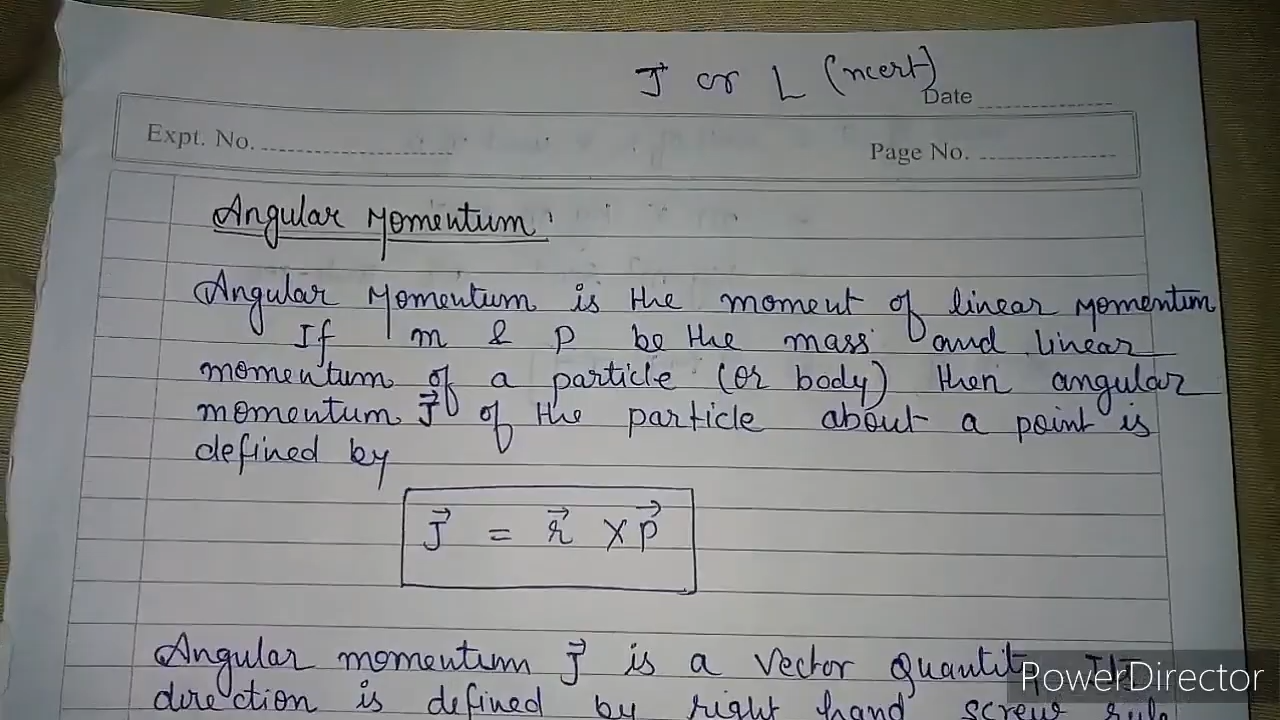 J or L (ncert)
Date
Expt. No.
Page No.
Angular Momentum:
Angular Momentum is the moment of linear momentum
If m & p be the mass and linear
momentum of a particle (or body) then angular
momentum J⃗ of the particle about a point is
defined by
J⃗ = r⃗ × p⃗
Angular momentum J⃗ is a vector quantity
PowerDirector
direction is defined by right hand screw rule